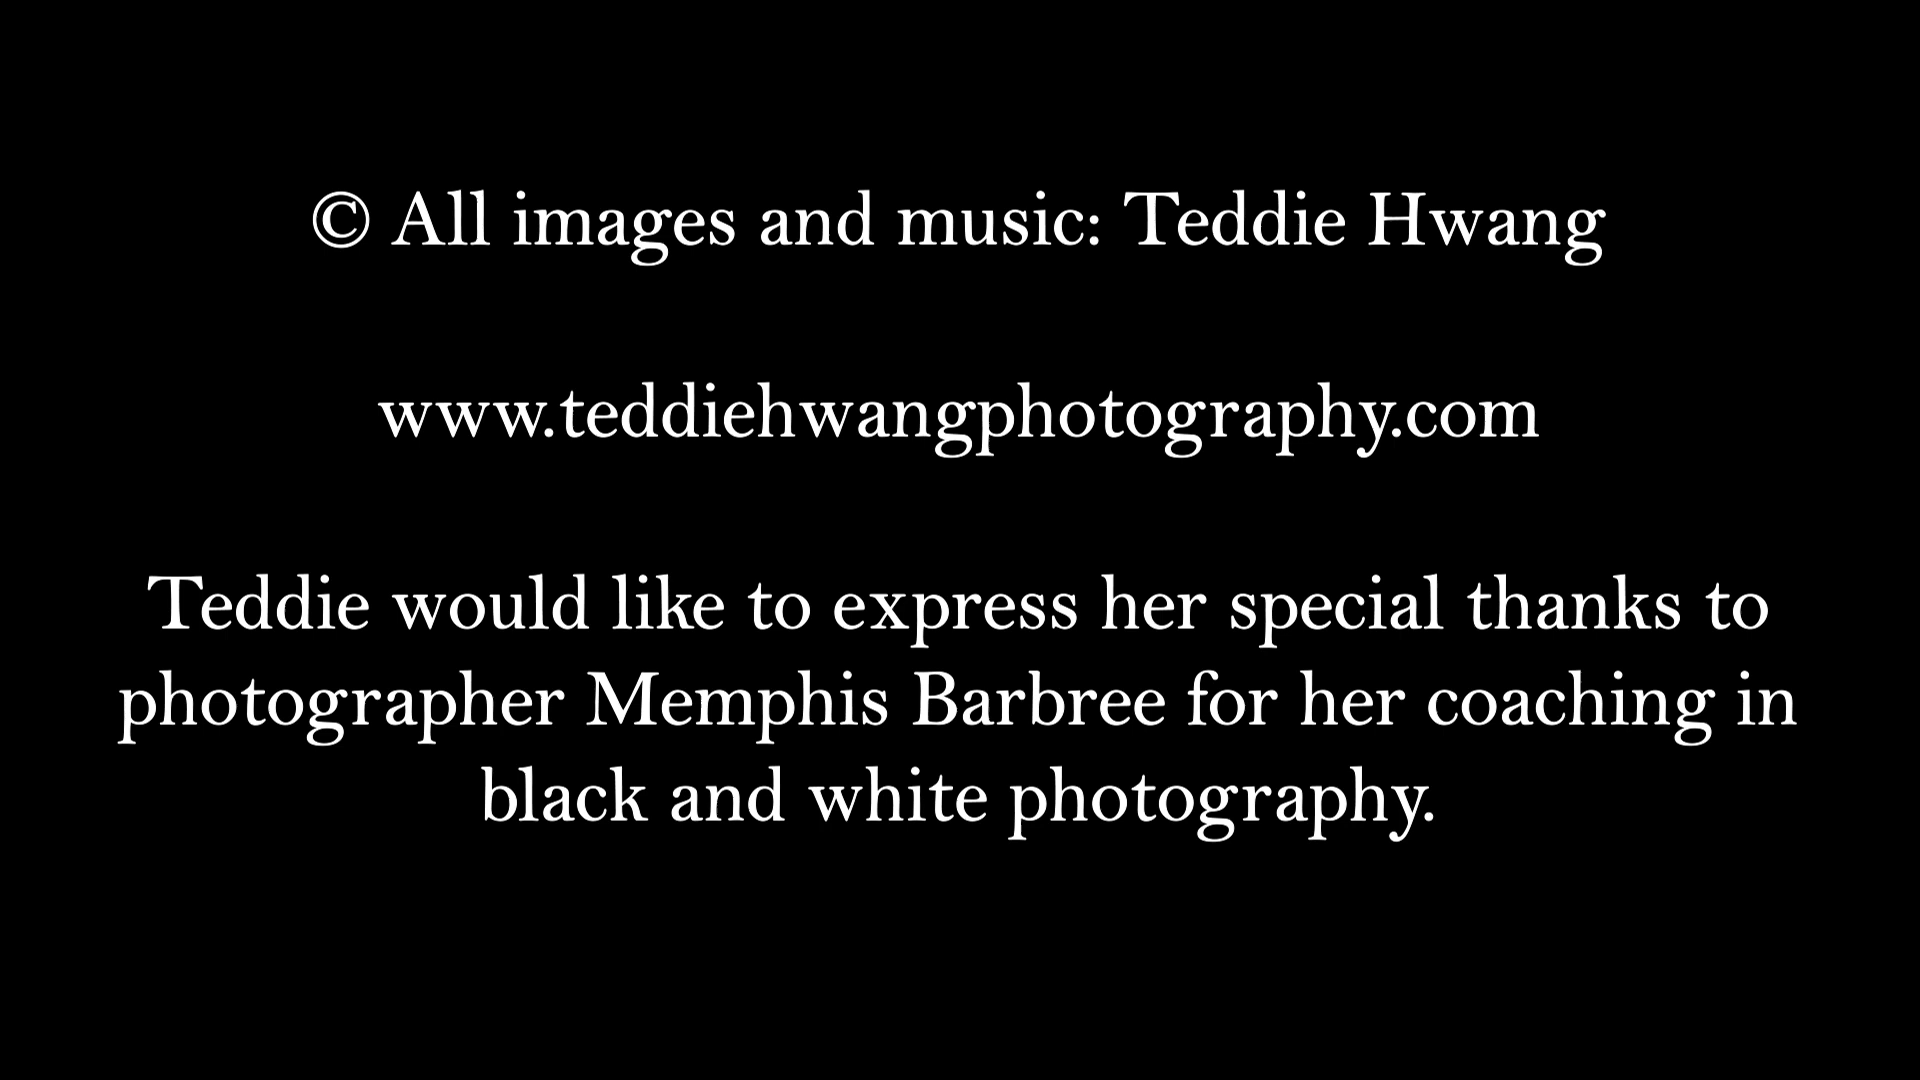 © All images and music: Teddie Hwang
www.teddiehwangphotography.com
Teddie would like to express her special thanks to
photographer Memphis Barbree for her coaching in
black and white photography.